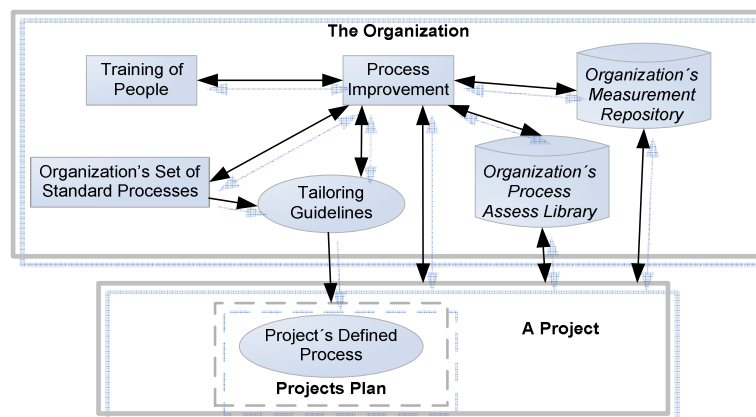 The Organization
Training of
People
Process
Improvement
Organization´s
Measurement
Repository
Organization's Set of
Standard Processes
Tailoring
Guidelines
Organization´s
Process
Assess Library
Project´s Defined
Process
A Project
Projects Plan